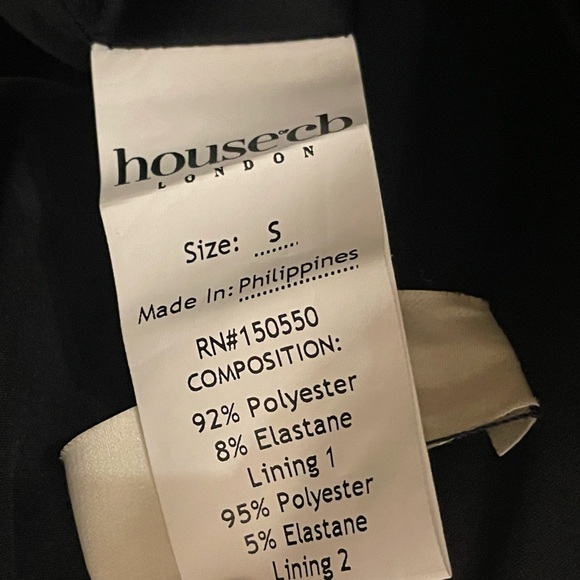 house of cb
LONDON
Size: S
Made In: Philippines
RN#150550
COMPOSITION:
92% Polyester
8% Elastane
Lining 1
95% Polyester
5% Elastane
Lining 2